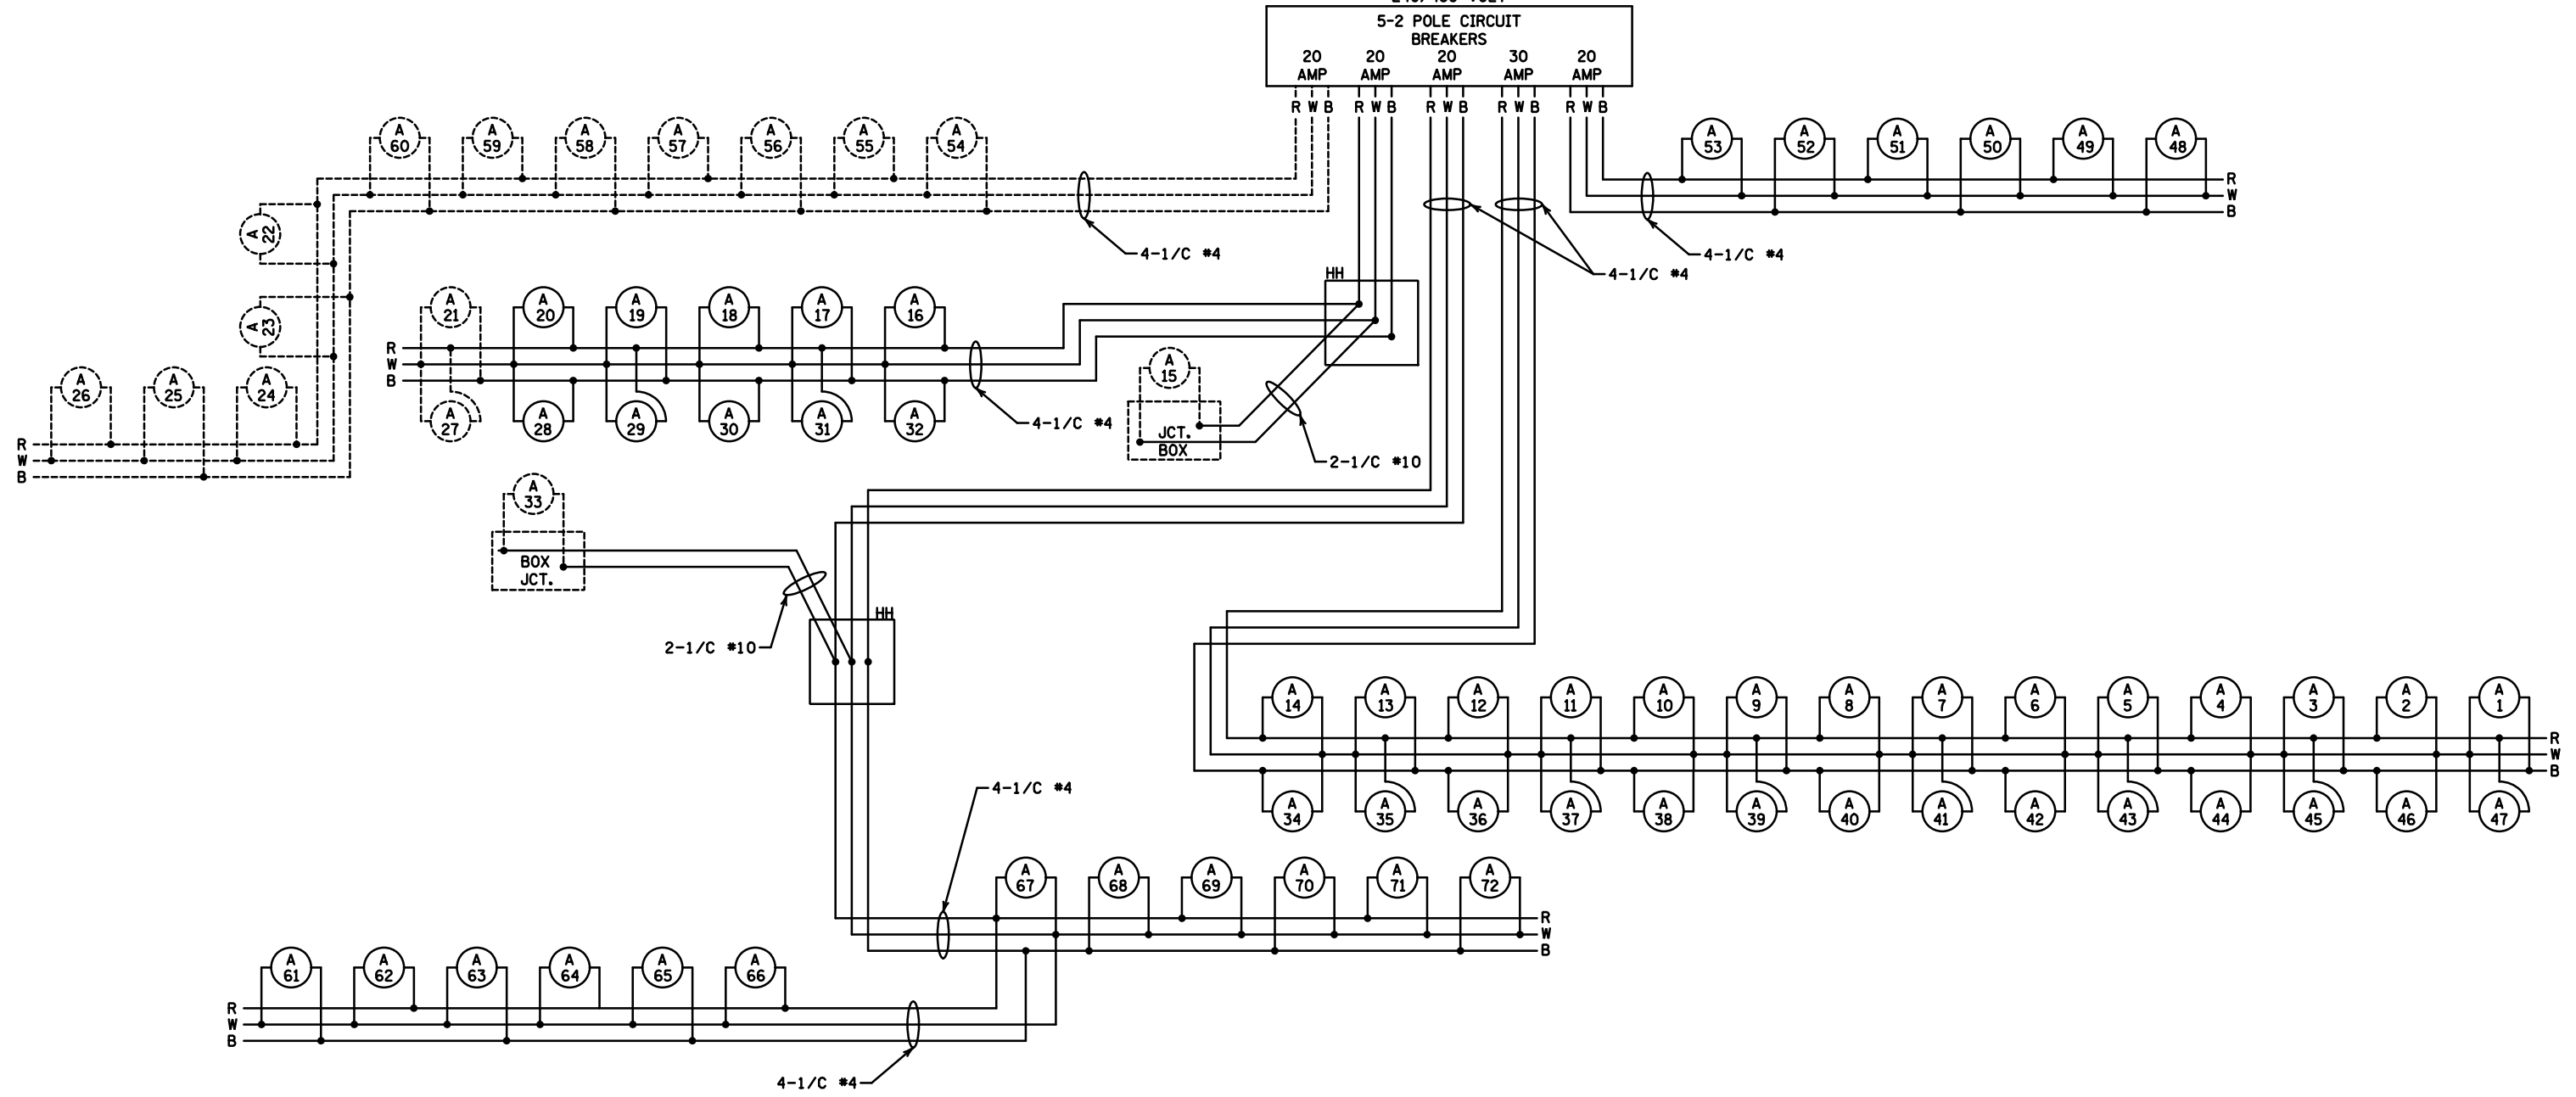 5-2 POLE CIRCUIT
BREAKERS
20 20 20 30 20
AMP AMP AMP AMP AMP
R W B R W B R W B R W B R W B
A 60
A 59
A 58
A 57
A 56
A 55
A 54
A 53
A 52
A 51
A 50
A 49
A 48
R
W
B
A 22
4-1/C #4
4-1/C #4
4-1/C #4
HH
A 21
A 20
A 19
A 18
A 17
A 16
A 23
R
W
B
A 15
A 26
A 25
A 24
A 27
A 28
A 29
A 30
A 31
A 32
4-1/C #4
JCT.
BOX
R
W
B
2-1/C #10
A 33
BOX
JCT.
HH
2-1/C #10
A 14
A 13
A 12
A 11
A 10
A 9
A 8
A 7
A 6
A 5
A 4
A 3
A 2
A 1
R
W
B
4-1/C #4
A 34
A 35
A 36
A 37
A 38
A 39
A 40
A 41
A 42
A 43
A 44
A 45
A 46
A 47
A 67
A 68
A 69
A 70
A 71
A 72
R
W
B
A 61
A 62
A 63
A 64
A 65
A 66
R
W
B
4-1/C #4